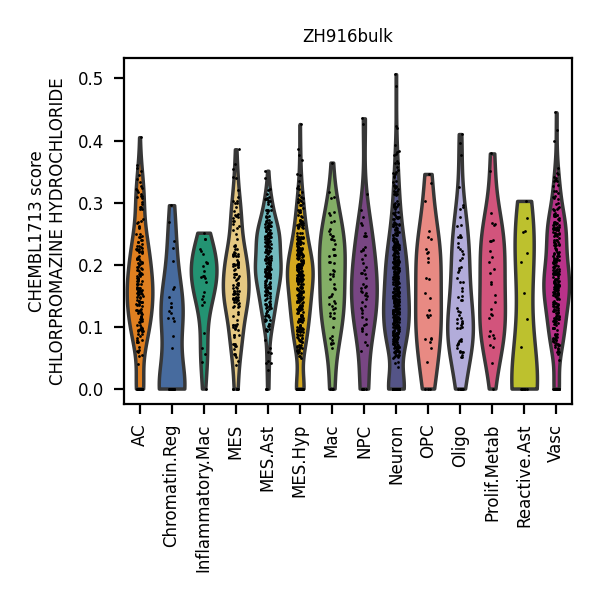 ZH916bulk
CHEMBL1713 score
CHLORPROMAZINE HYDROCHLORIDE
0.5
0.4
0.3
0.2
0.1
0.0
AC
Chromatin.Reg
Inflammatory.Mac
MES
MES.Ast
MES.Hyp
Mac
NPC
Neuron
OPC
Oligo
Prolif.Metab
Reactive.Ast
Vasc